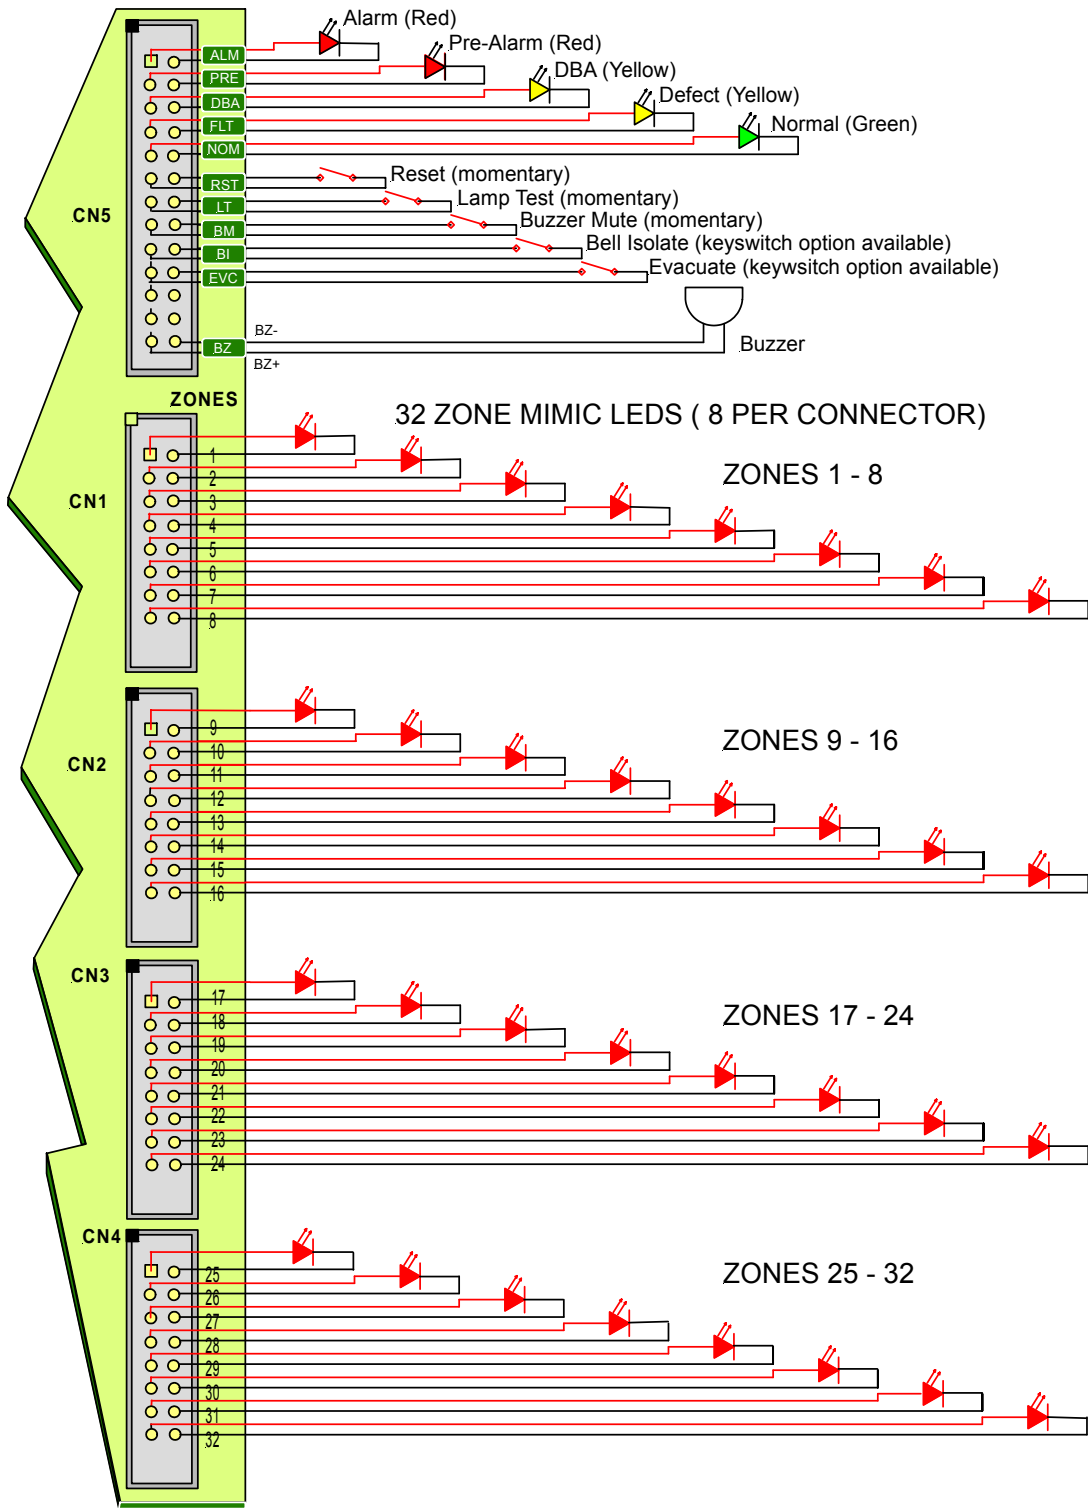 Alarm (Red)
ALM
Pre-Alarm (Red)
PRE
DBA (Yellow)
DBA
Defect (Yellow)
FLT
Normal (Green)
NOM
Reset (momentary)
RST
Lamp Test (momentary)
LT
CN5
Buzzer Mute (momentary)
BM
Bell Isolate (keyswitch option available)
BI
Evacuate (keywsitch option available)
EVC
BZ-
BZ
Buzzer
BZ+
ZONES
32 ZONE MIMIC LEDS ( 8 PER CONNECTOR)
1
2
ZONES 1 - 8
CN1
3
4
5
6
7
8
9
ZONES 9 - 16
10
CN2
11
12
13
14
15
16
CN3
17
ZONES 17 - 24
18
19
20
21
22
23
24
CN4
25
ZONES 25 - 32
26
27
28
29
30
31
32